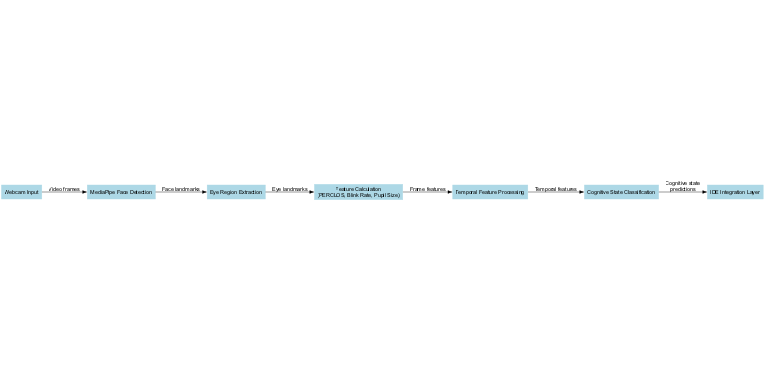 Webcam Input
Video frames
MediaPipe Face Detection
Face landmarks
Eye Region Extraction
Eye landmarks
Feature Calculation
(PERCLOS, Blink Rate, Pupil Size)
Frame features
Temporal Feature Processing
Temporal features
Cognitive State Classification
Cognitive state
predictions
IDE Integration Layer